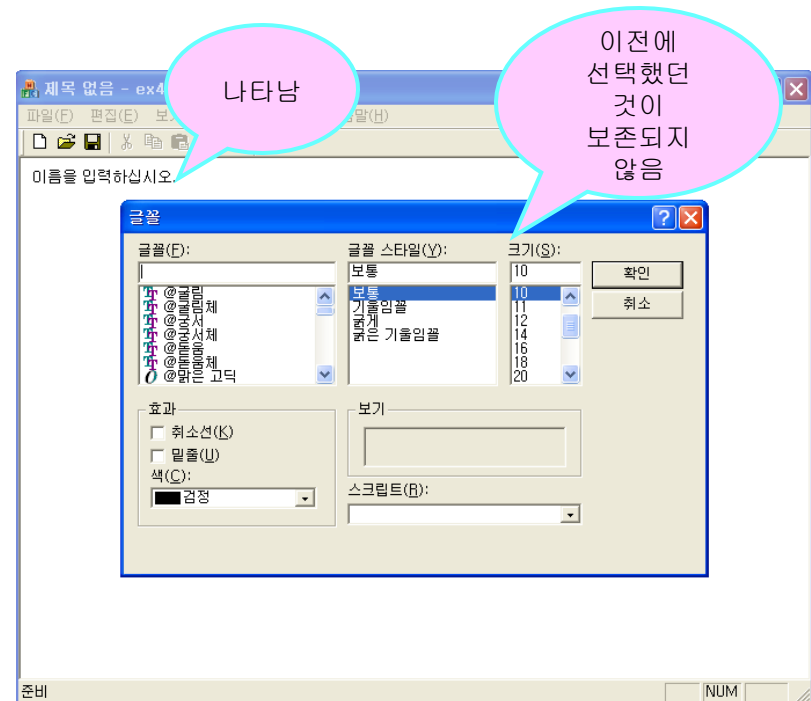 이전에
선택했던
것이
보존되지
않음
나타남
제목 없음 - ex4
파일(F) 편집(E) 보 말(H)
이름을 입력하십시오.
글꼴
글꼴(F): 글꼴 스타일(Y): 크기(S):
보통 10 확인
@굴림 보통 10
@굴림체 기울임꼴 11 취소
@궁서 굵게 12
@궁서체 굵은 기울임꼴 14
@돋움 16
@돋움체 18
@맑은 고딕 20
효과 보기
취소선(K)
밑줄(U)
색(C):
검정 스크립트(R):
준비 NUM